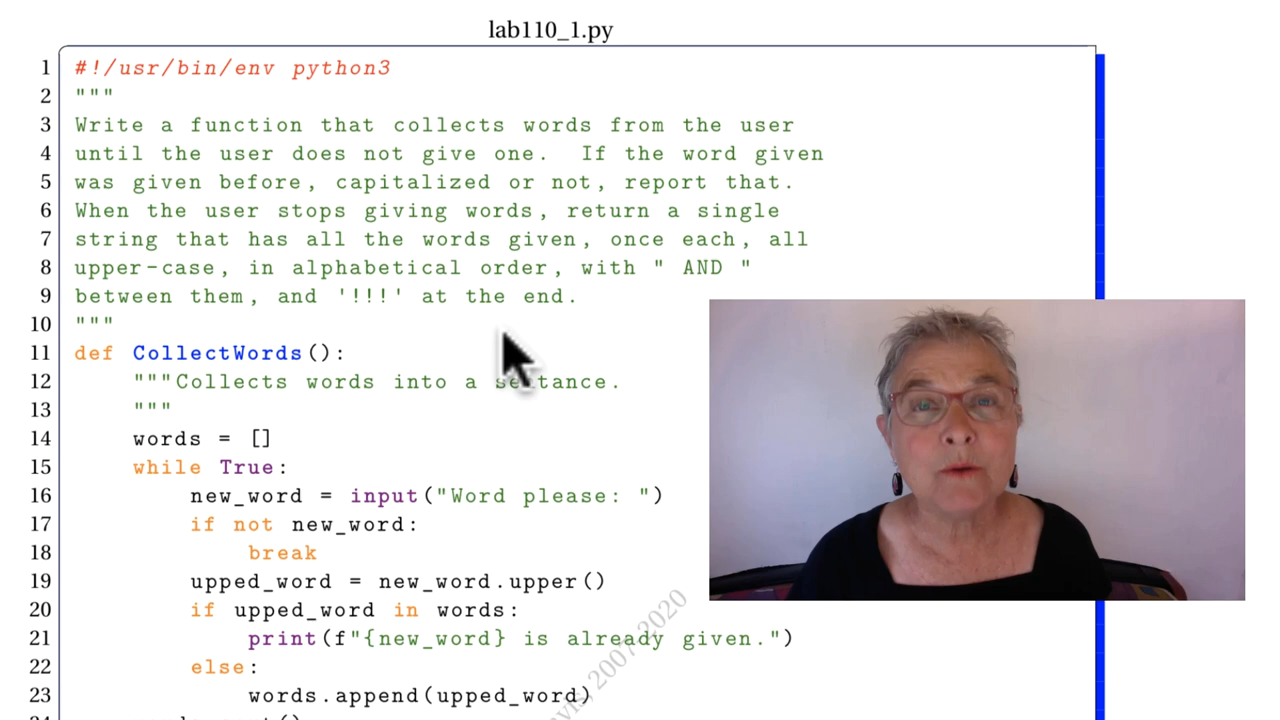 lab110_1.py
1 #!/usr/bin/env python3
2 """
3 Write a function that collects words from the user
4 until the user does not give one.  If the word given
5 was given before, capitalized or not, report that.
6 When the user stops giving words, return a single
7 string that has all the words given, once each, all
8 upper-case, in alphabetical order, with " AND "
9 between them, and '!!!' at the end.
10 """
11 def CollectWords():
12     """Collects words into a sentance.
13     """
14     words = []
15     while True:
16         new_word = input("Word please: ")
17         if not new_word:
18             break
19         upped_word = new_word.upper()
20         if upped_word in words:
21             print(f"{new_word} is already given.")
22         else:
23             words.append(upped_word)
2007-2020